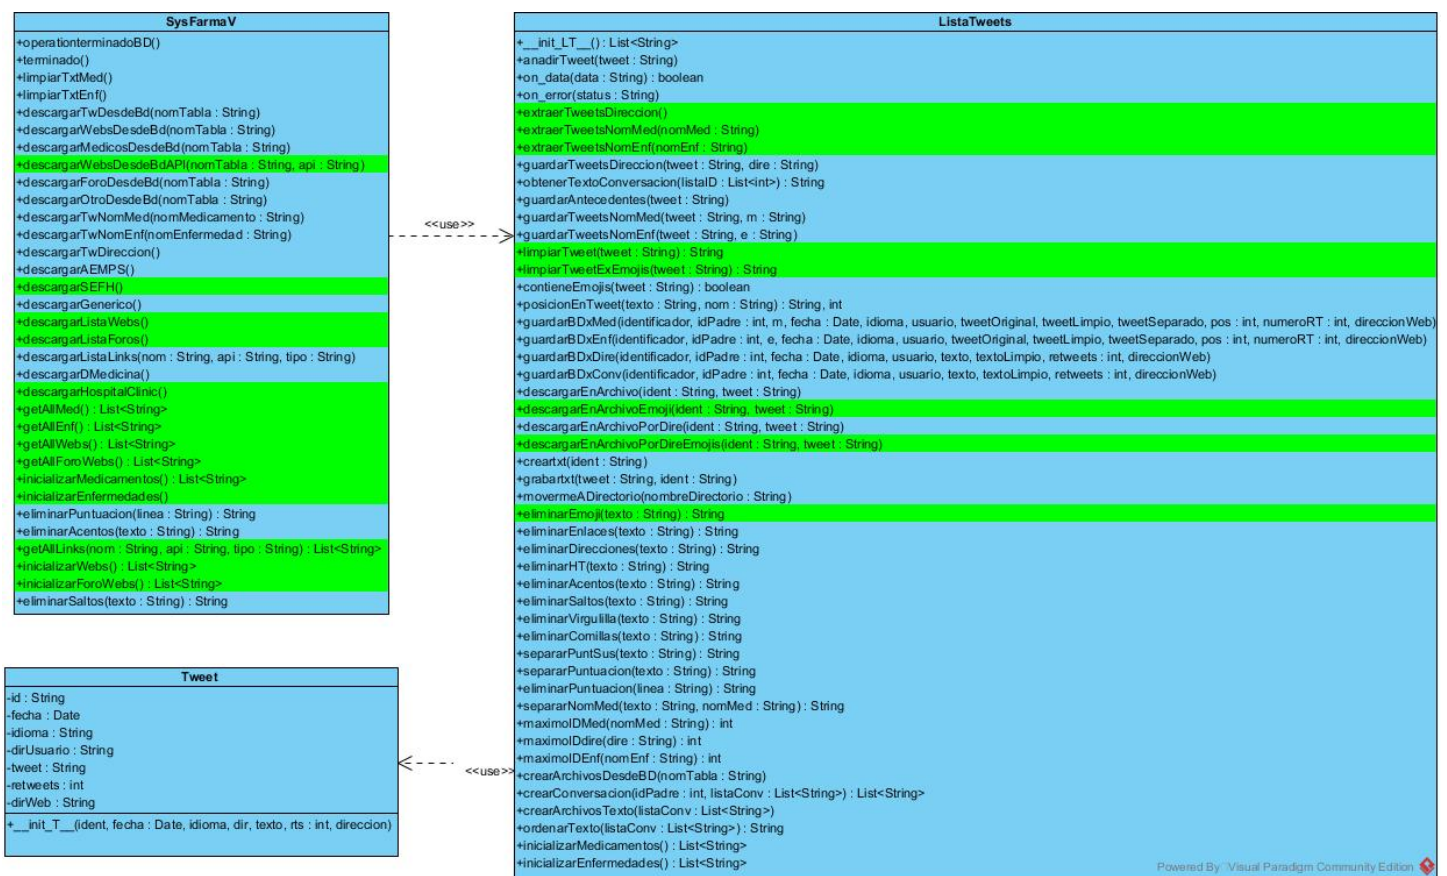 SysFarmaV
+operationterminadoBD()
+terminado()
+limpiarTxtMed()
+limpiarTxtEnf()
+descargarTwDesdeBd(nomTabla : String)
+descargarWebsDesdeBd(nomTabla : String)
+descargarMedicosDesdeBd(nomTabla : String)
+descargarWebsDesdeBdAPI(nomTabla : String, api : String)
+descargarForoDesdeBd(nomTabla : String)
+descargarOtroDesdeBd(nomTabla : String)
+descargarTwNomMed(nomMedicamento : String)
+descargarTwNomEnf(nomEnfermedad : String)
+descargarTwDireccion()
+descargarAEMPS()
+descargarSEFH()
+descargarGenerico()
+descargarListaWebs()
+descargarListaForos()
+descargarListaLinks(nom : String, api : String, tipo : String)
+descargarDMedicina()
+descargarHospitalClinic()
+getAllMed() : List<String>
+getAllEnf() : List<String>
+getAllWebs() : List<String>
+getAllForoWebs() : List<String>
+inicializarMedicamentos() : List<String>
+inicializarEnfermedades()
+eliminarPuntuacion(linea : String) : String
+eliminarAcentos(texto : String) : String
+getAllLinks(nom : String, api : String, tipo : String) : List<String>
+inicializarWebs() : List<String>
+inicializarForoWebs() : List<String>
+eliminarSaltos(texto : String) : String
<<use>>
ListaTweets
+__init_LT__() : List<String>
+anadirTweet(tweet : String)
+on_data(data : String) : boolean
+on_error(status : String)
+extraerTweetsDireccion()
+extraerTweetsNomMed(nomMed : String)
+extraerTweetsNomEnf(nomEnf : String)
+guardarTweetsDireccion(tweet : String, dire : String)
+obtenerTextoConversacion(listaID : List<int>) : String
+guardarAntecedentes(tweet : String)
+guardarTweetsNomMed(tweet : String, m : String)
+guardarTweetsNomEnf(tweet : String, e : String)
+limpiarTweet(tweet : String) : String
+limpiarTweetExEmojis(tweet : String) : String
+contieneEmojis(tweet : String) : boolean
+posicionEnTweet(texto : String, nom : String) : String, int
+guardarBDxMed(identificador, idPadre : int, m, fecha : Date, idioma, usuario, tweetOriginal, tweetLimpio, tweetSeparado, pos : int, numeroRT : int, direccionWeb)
+guardarBDxEnf(identificador, idPadre : int, e, fecha : Date, idioma, usuario, tweetOriginal, tweetLimpio, tweetSeparado, pos : int, numeroRT : int, direccionWeb)
+guardarBDxDire(identificador, idPadre : int, fecha : Date, idioma, usuario, texto, textoLimpio, retweets : int, direccionWeb)
+guardarBDxConv(identificador, idPadre : int, fecha : Date, idioma, usuario, texto, textoLimpio, retweets : int, direccionWeb)
+descargarEnArchivo(ident : String, tweet : String)
+descargarEnArchivoEmoji(ident : String, tweet : String)
+descargarEnArchivoPorDire(ident : String, tweet : String)
+descargarEnArchivoPorDireEmojis(ident : String, tweet : String)
+creartxt(ident : String)
+grabartxt(tweet : String, ident : String)
+movermeADirectorio(nombreDirectorio : String)
+eliminarEmoji(texto : String) : String
+eliminarEnlaces(texto : String) : String
+eliminarDirecciones(texto : String) : String
+eliminarHT(texto : String) : String
+eliminarAcentos(texto : String) : String
+eliminarSaltos(texto : String) : String
+eliminarVirgulilla(texto : String) : String
+eliminarComillas(texto : String) : String
+separarPuntSus(texto : String) : String
+separarPuntuacion(texto : String) : String
+eliminarPuntuacion(linea : String) : String
+separarNomMed(texto : String, nomMed : String) : String
+maximoIDMed(nomMed : String) : int
+maximoIDdire(dire : String) : int
+maximoIDEnf(nomEnf : String) : int
+crearArchivosDesdeBD(nomTabla : String)
+crearConversacion(idPadre : int, listaConv : List<String>) : List<String>
+crearArchivosTexto(listaConv : List<String>)
+ordenarTexto(listaConv : List<String>) : String
+inicializarMedicamentos() : List<String>
+inicializarEnfermedades() : List<String>
Tweet
-id : String
-fecha : Date
-idioma : String
-dirUsuario : String
-tweet : String
-retweets : int
-dirWeb : String
+__init_T__(ident, fecha : Date, idioma, dir, texto, rts : int, direccion)
<<use>>
Powered By Visual Paradigm Community Edition